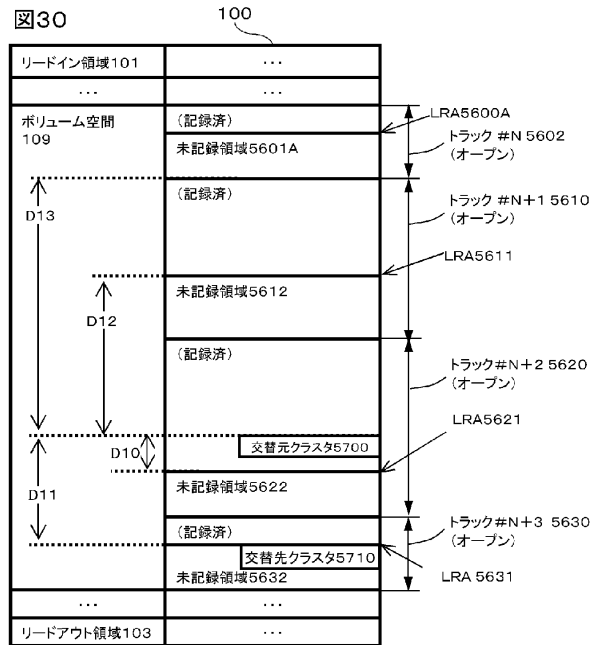 図30
100
リードイン領域101
...
...
...
ボリューム空間
109
(記録済)
LRA5600A
トラック #N 5602
(オープン)
未記録領域5601A
D13
(記録済)
トラック #N+1 5610
(オープン)
LRA5611
未記録領域5612
D12
(記録済)
トラック#N+2 5620
(オープン)
D10
交替元クラスタ5700
LRA5621
D11
未記録領域5622
(記録済)
トラック#N+3 5630
(オープン)
交替先クラスタ5710
未記録領域5632
LRA 5631
...
...
リードアウト領域103
...